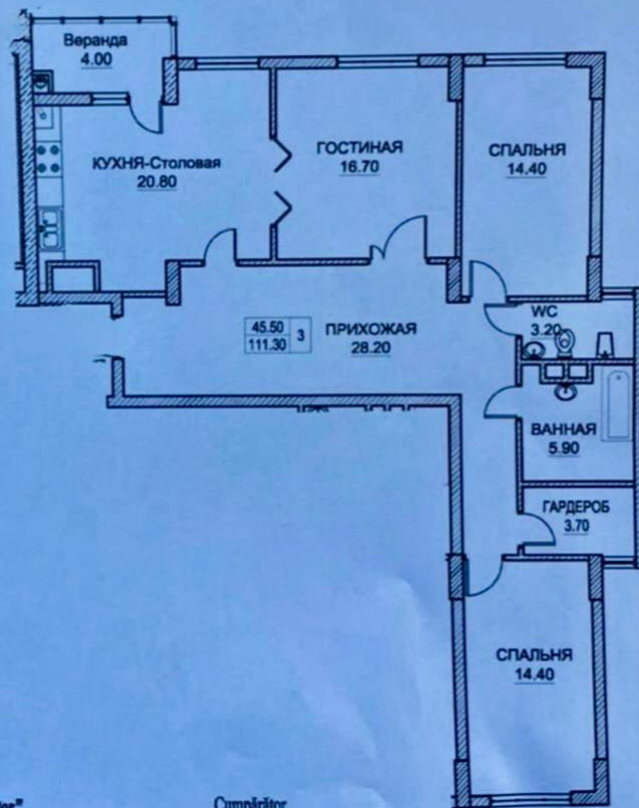 Веранда
4.00
КУХНЯ-Столовая
20.80
ГОСТИНАЯ
16.70
СПАЛЬНЯ
14.40
45.50
111.30
3
ПРИХОЖАЯ
28.20
WC
3.20
ВАННАЯ
5.90
ГАРДЕРОБ
3.70
СПАЛЬНЯ
14.40
Cumpărător